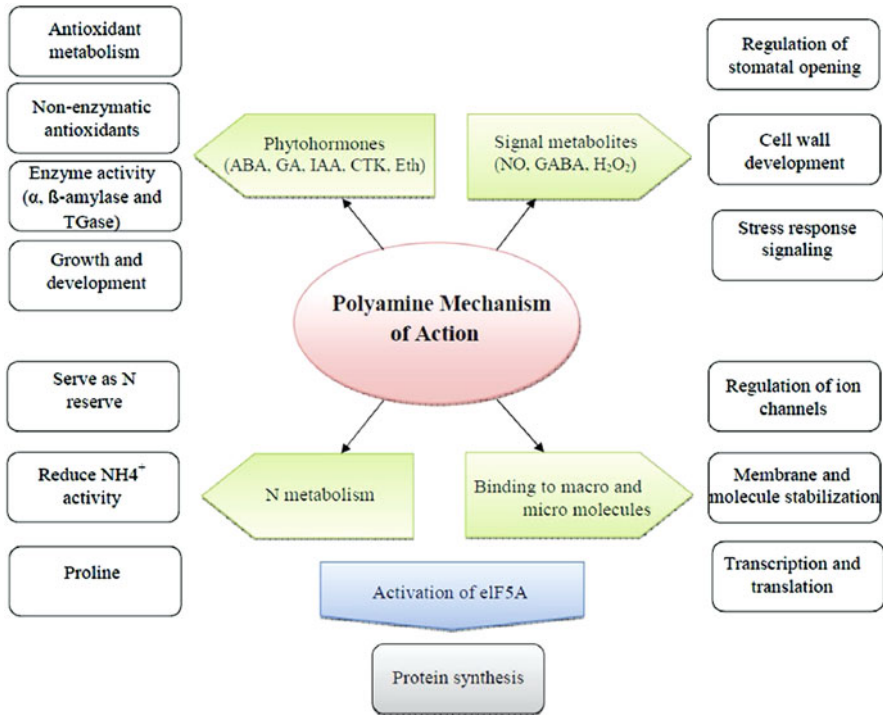 Antioxidant
metabolism
Non-enzymatic
antioxidants
Enzyme activity
(α, ß-amylase and
TGase)
Growth and
development
Phytohormones
(ABA, GA, IAA, CTK, Eth)
Signal metabolites
(NO, GABA, H₂O₂)
Regulation of
stomatal opening
Cell wall
development
Stress response
signaling
Polyamine Mechanism
of Action
Serve as N
reserve
Reduce NH4⁺
activity
Proline
N metabolism
Binding to macro and
micro molecules
Regulation of ion
channels
Membrane and
molecule stabilization
Transcription and
translation
Activation of elF5A
Protein synthesis